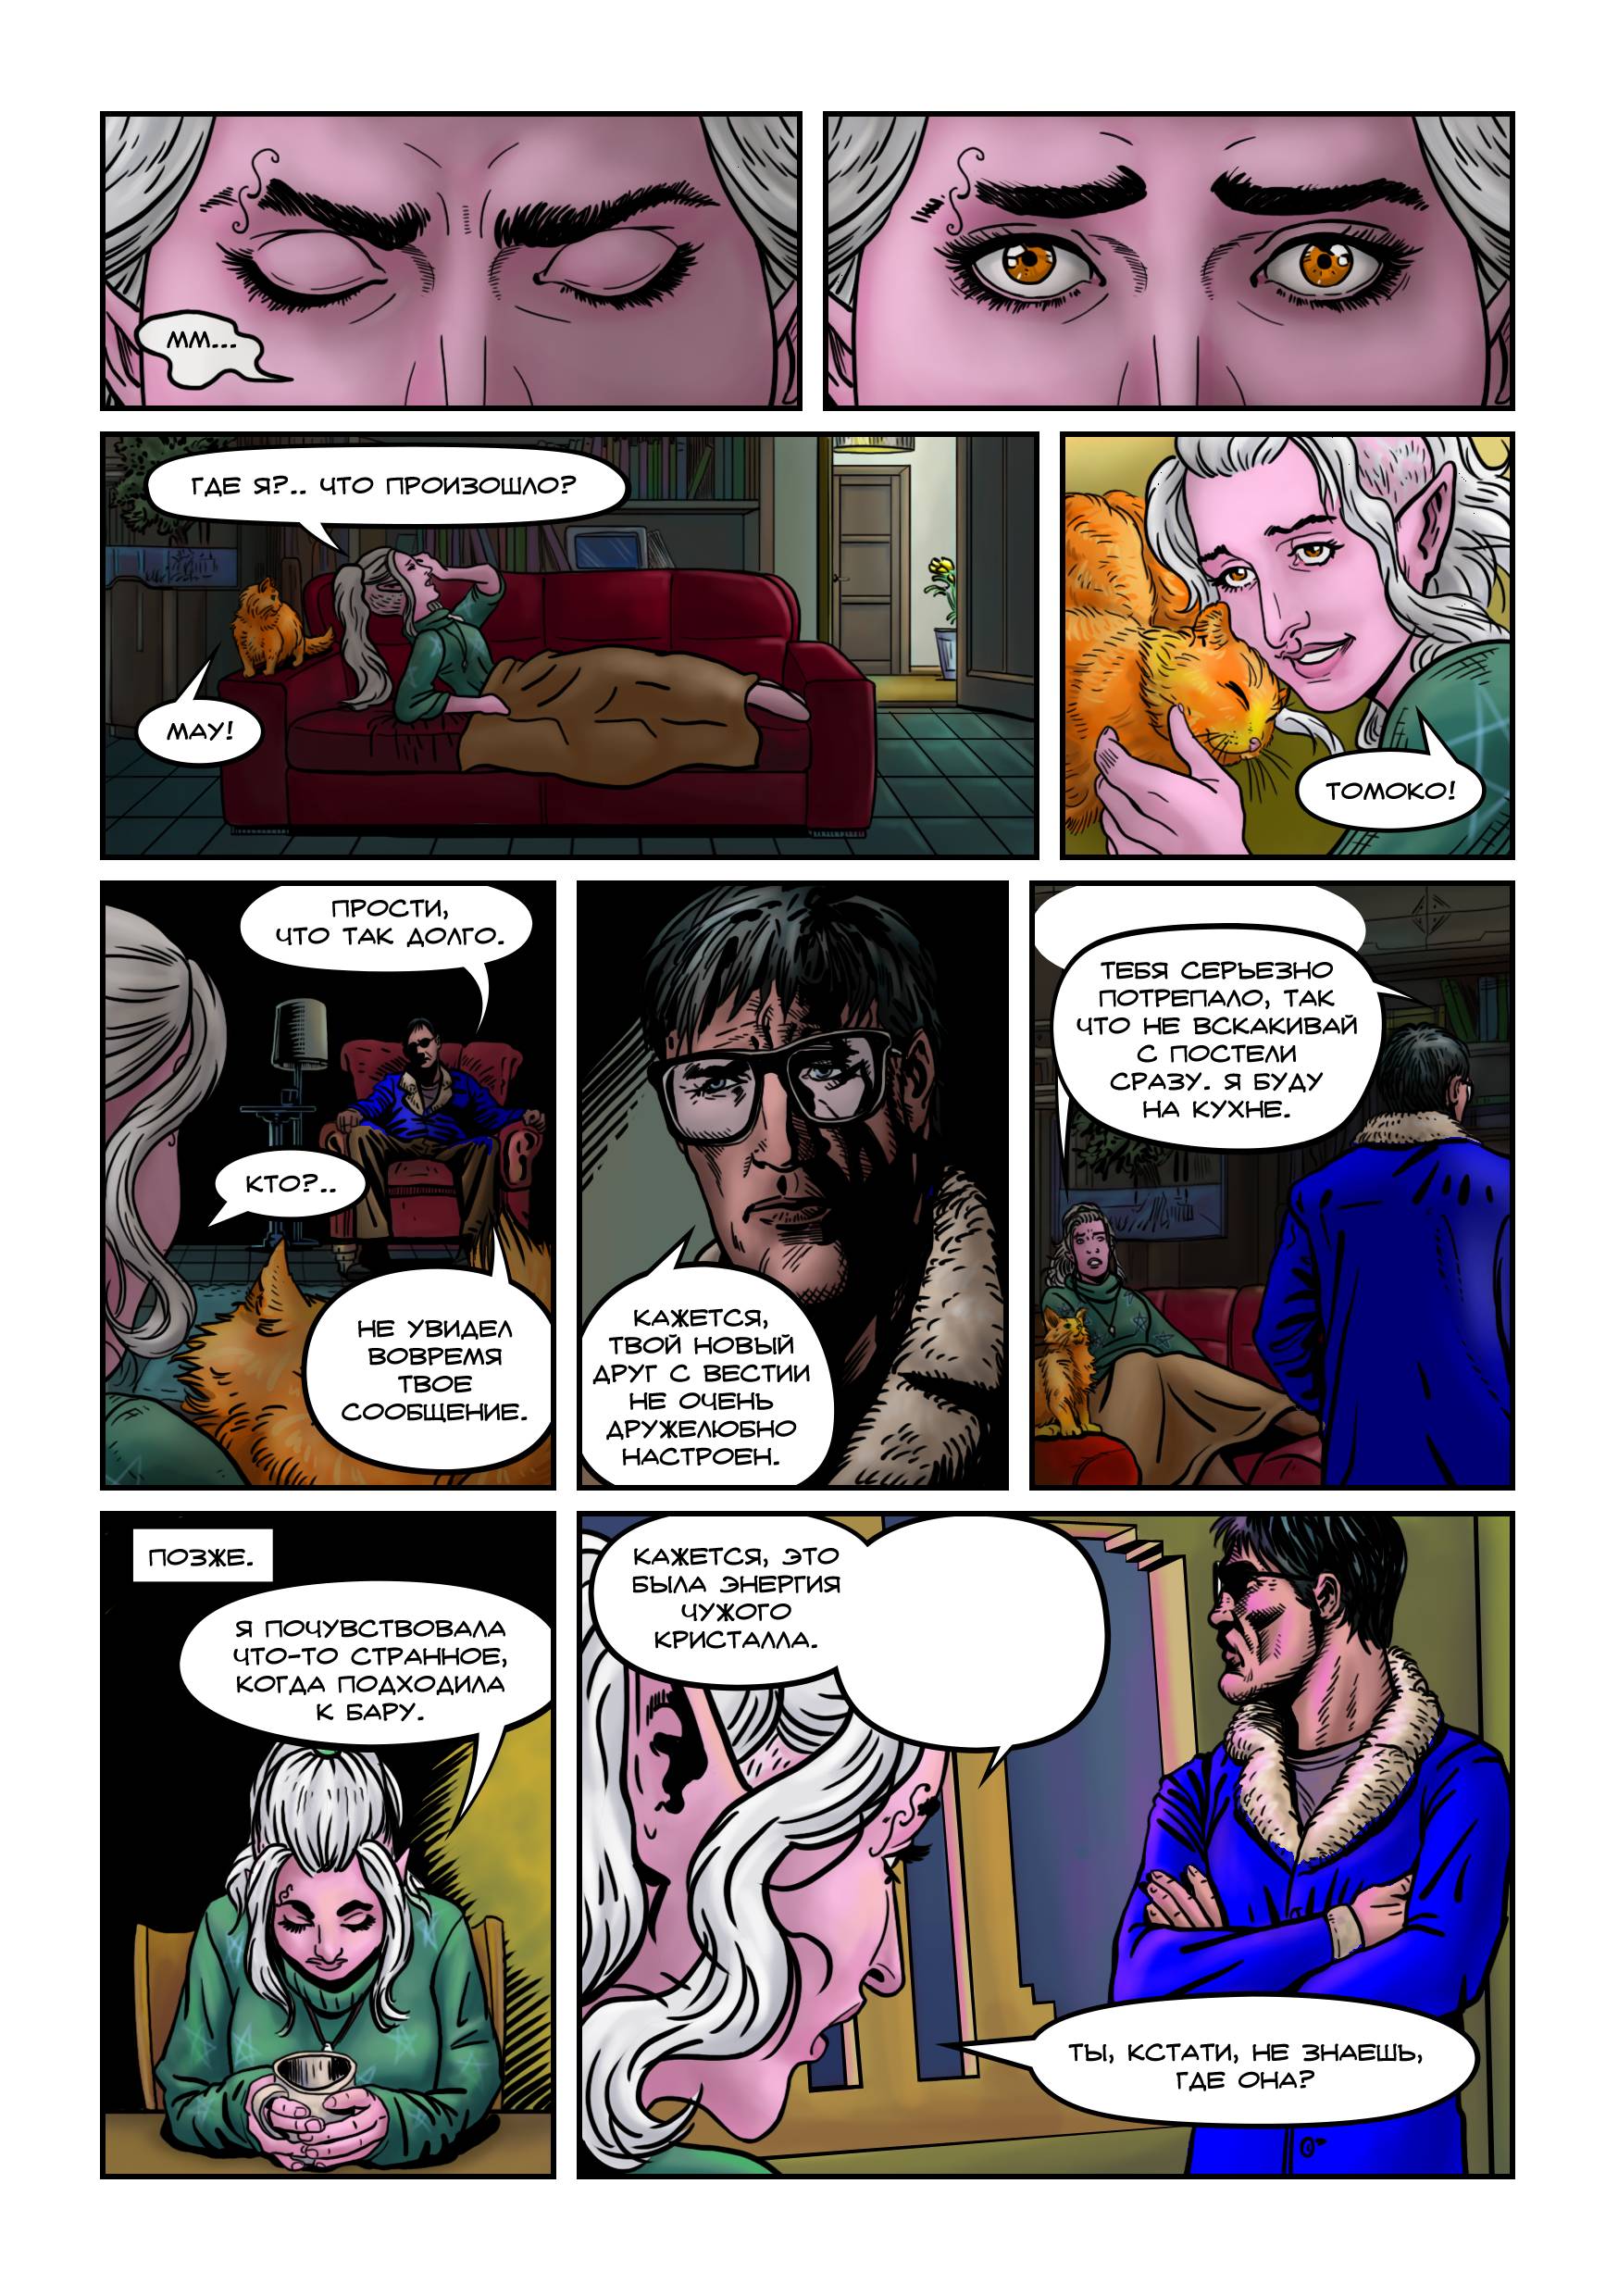 ММ...
ГДЕ Я?.. ЧТО ПРОИЗОШЛО?
МАУ!
ТОМОКО!
ПРОСТИ,
ЧТО ТАК ДОЛГО.
КТО?..
НЕ УВИДЕЛ
ВОВРЕМЯ
ТВОЕ
СООБЩЕНИЕ.
КАЖЕТСЯ,
ТВОЙ НОВЫЙ
ДРУГ С ВЕСТИИ
НЕ ОЧЕНЬ
ДРУЖЕЛЮБНО
НАСТРОЕН.
ТЕБЯ СЕРЬЕЗНО
ПОТРЕПАЛО, ТАК
ЧТО НЕ ВСКАКИВАЙ
С ПОСТЕЛИ
СРАЗУ. Я БУДУ
НА КУХНЕ.
ПОЗЖЕ.
Я ПОЧУВСТВОВАЛА
ЧТО-ТО СТРАННОЕ,
КОГДА ПОДХОДИЛА
К БАРУ.
КАЖЕТСЯ, ЭТО
БЫЛА ЭНЕРГИЯ
ЧУЖОГО
КРИСТАЛЛА.
ТЫ, КСТАТИ, НЕ ЗНАЕШЬ,
ГДЕ ОНА?